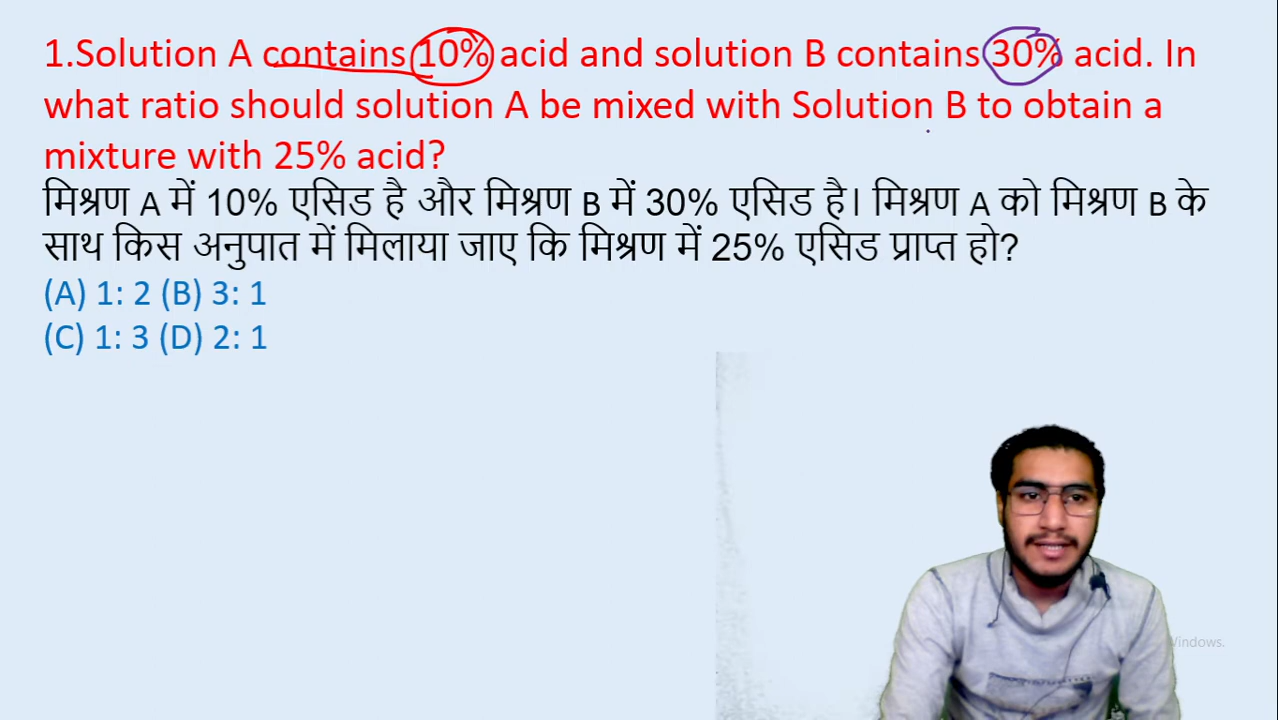 1.Solution A contains 10% acid and solution B contains 30% acid. In
what ratio should solution A be mixed with Solution B to obtain a
mixture with 25% acid?
मिश्रण A में 10% एसिड है और मिश्रण B में 30% एसिड है। मिश्रण A को मिश्रण B के
साथ किस अनुपात में मिलाया जाए कि मिश्रण में 25% एसिड प्राप्त हो?
(A) 1: 2 (B) 3: 1
(C) 1: 3 (D) 2: 1
Windows.